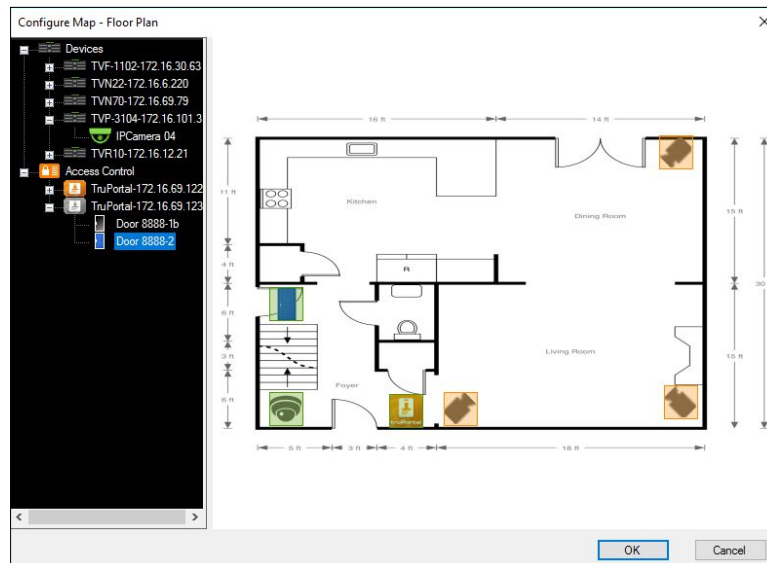 Configure Map - Floor Plan
Devices
TVF-1102-172.16.30.63
TVN22-172.16.6.220
TVN70-172.16.69.79
TVP-3104-172.16.101.3
IPCamera 04
TVR10-172.16.12.21
Access Control
TruPortal-172.16.69.122
TruPortal-172.16.69.123
Door 8888-1b
Door 8888-2
16 ft
14 ft
11 ft
Kitchen
Dining Room
15 ft
4 ft
R
30
6 ft
3 ft
Living Room
15 ft
Foyer
6 ft
truPortal
5 ft
3 ft
4 ft
18 ft
OK
Cancel